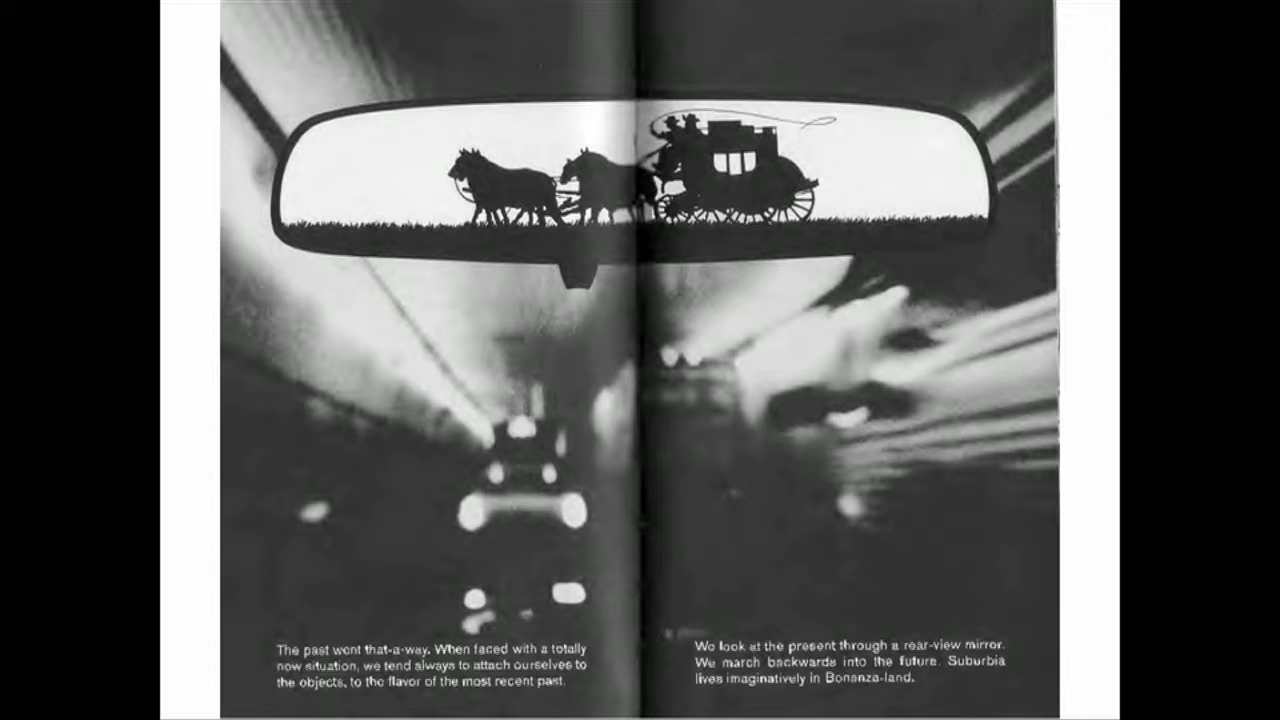 The past went that-a-way. When faced with a totally
new situation, we tend always to attach ourselves to
the objects, to the flavor of the most recent past.
We look at the present through a rear-view mirror.
We march backwards into the future. Suburbia
lives imaginatively in Bonanza-land.